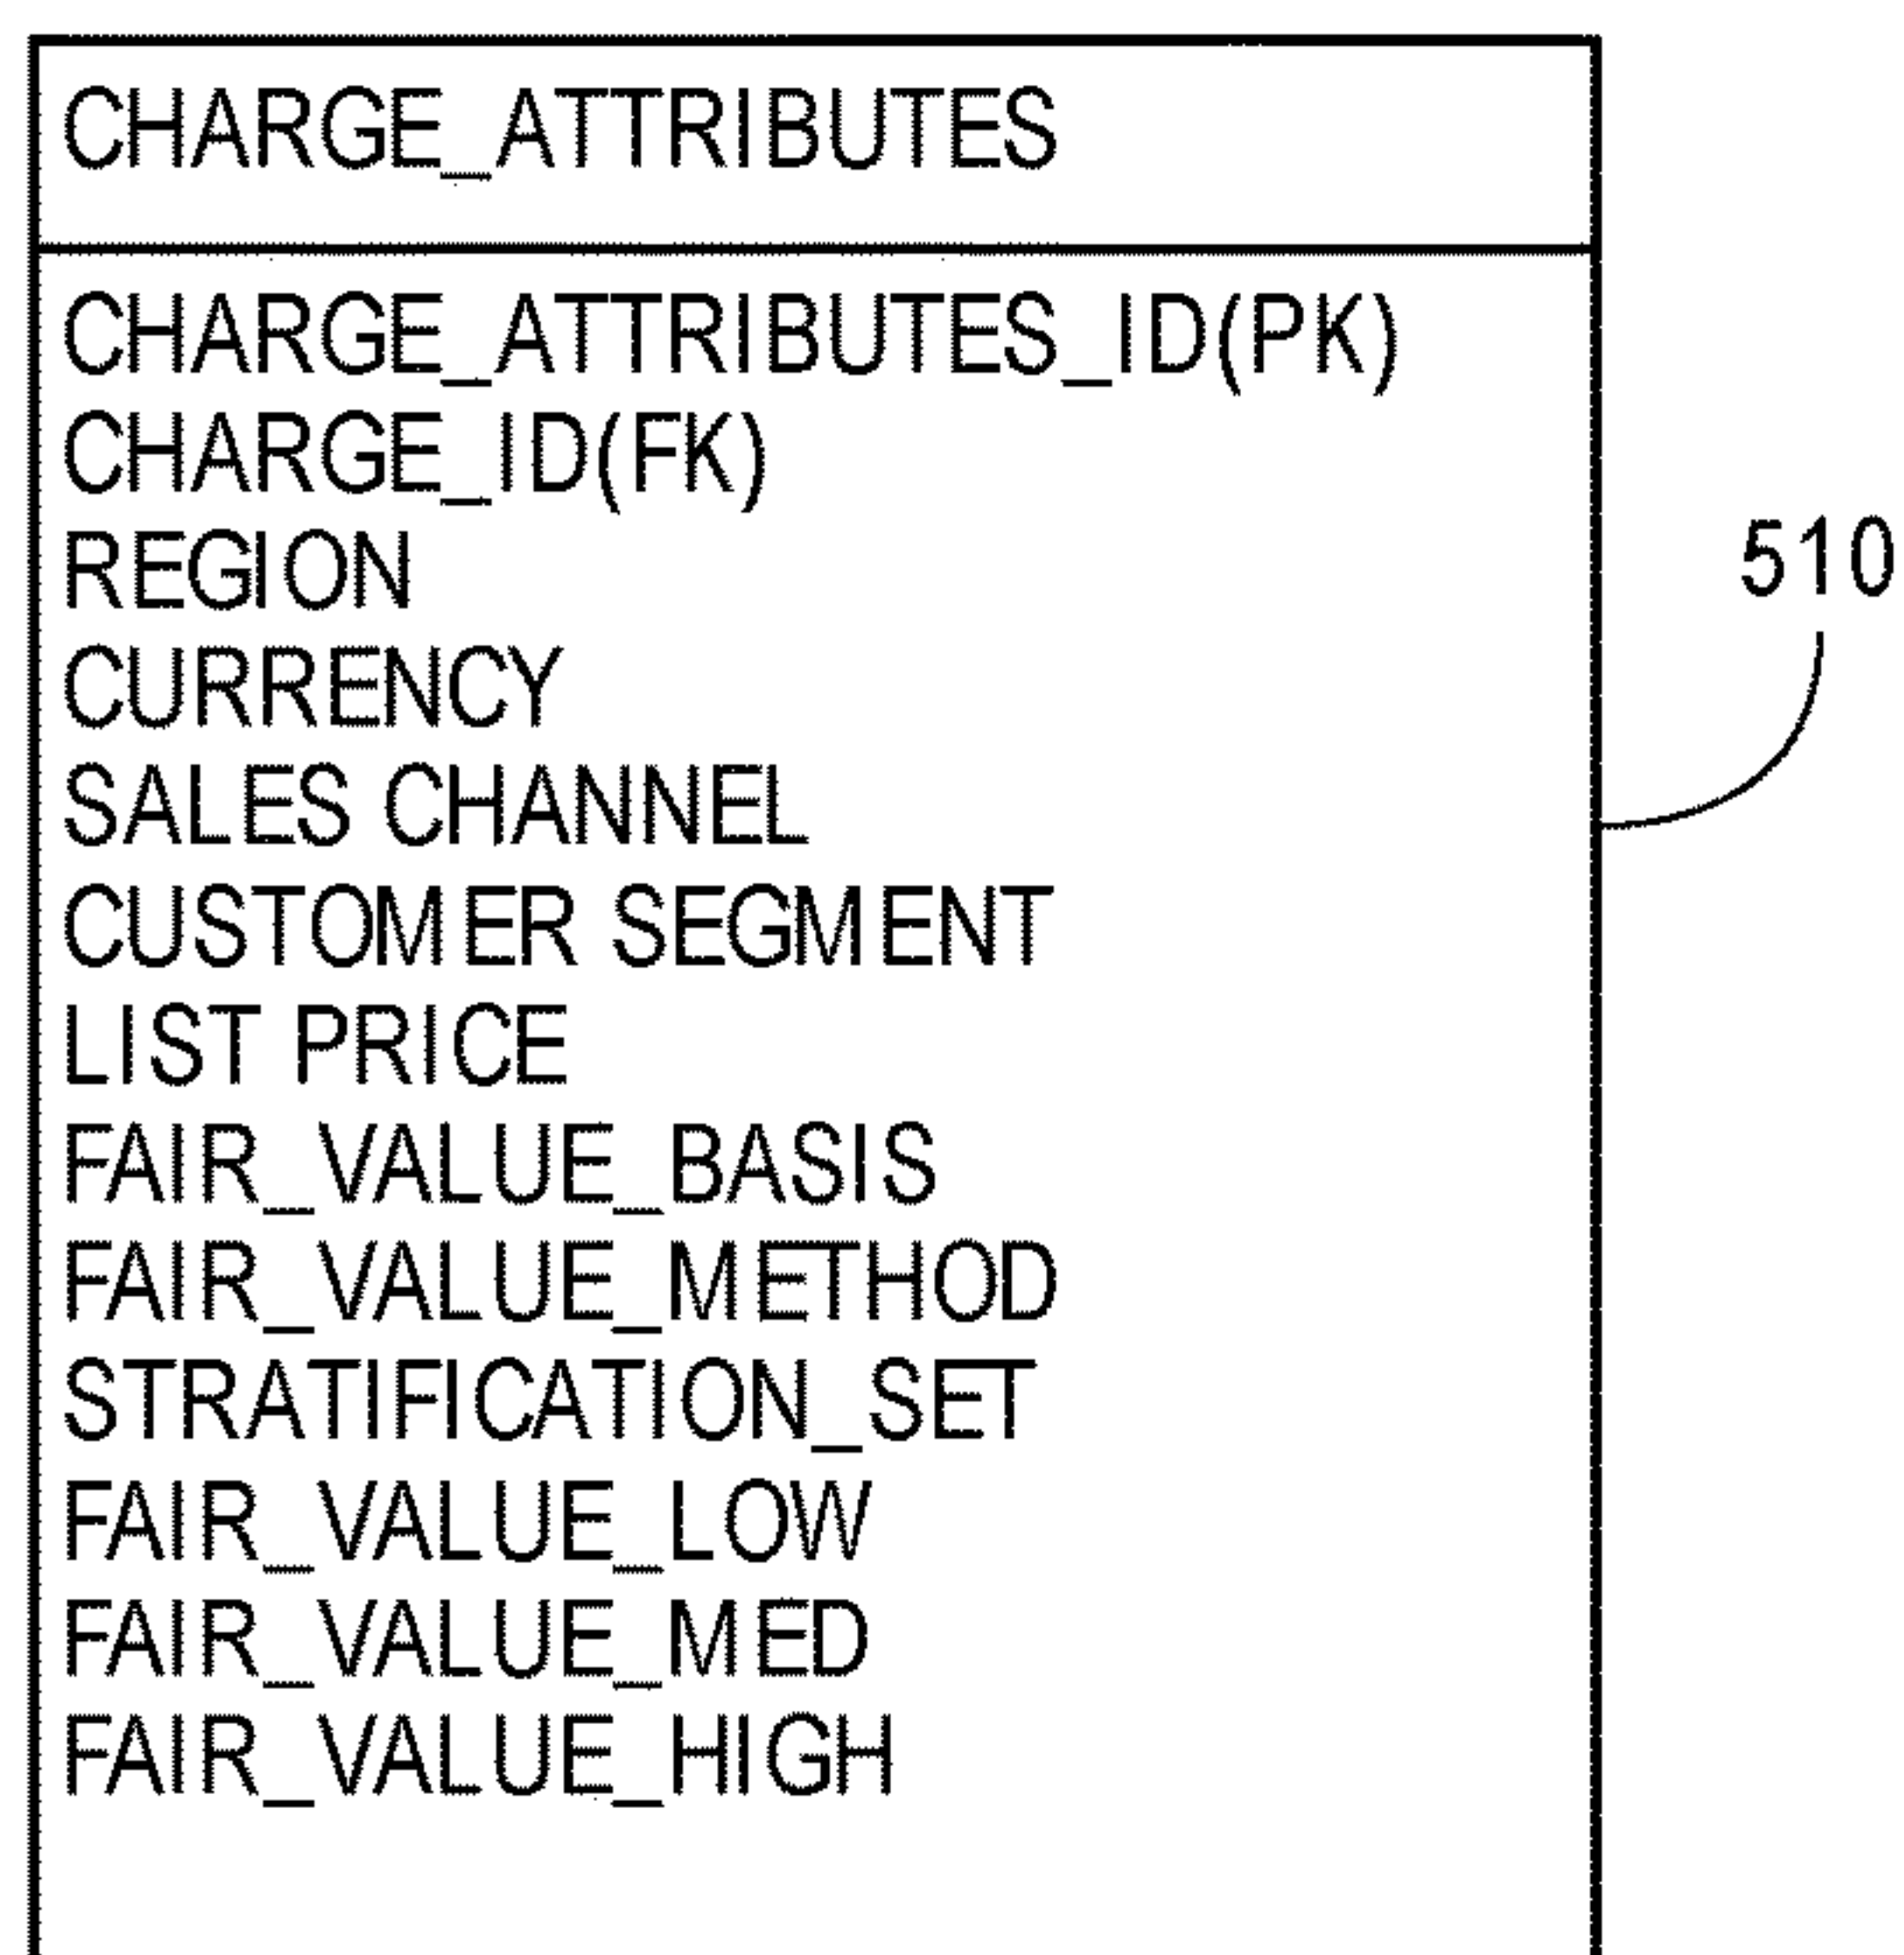 CHARGE_ATTRIBUTES
CHARGE_ATTRIBUTES_ID(PK)
CHARGE_ID(FK)
REGION
CURRENCY
SALES CHANNEL
CUSTOMER SEGMENT
LIST PRICE
FAIR_VALUE_BASIS
FAIR_VALUE_METHOD
STRATIFICATION_SET
FAIR_VALUE_LOW
FAIR_VALUE_MED
FAIR_VALUE_HIGH
510